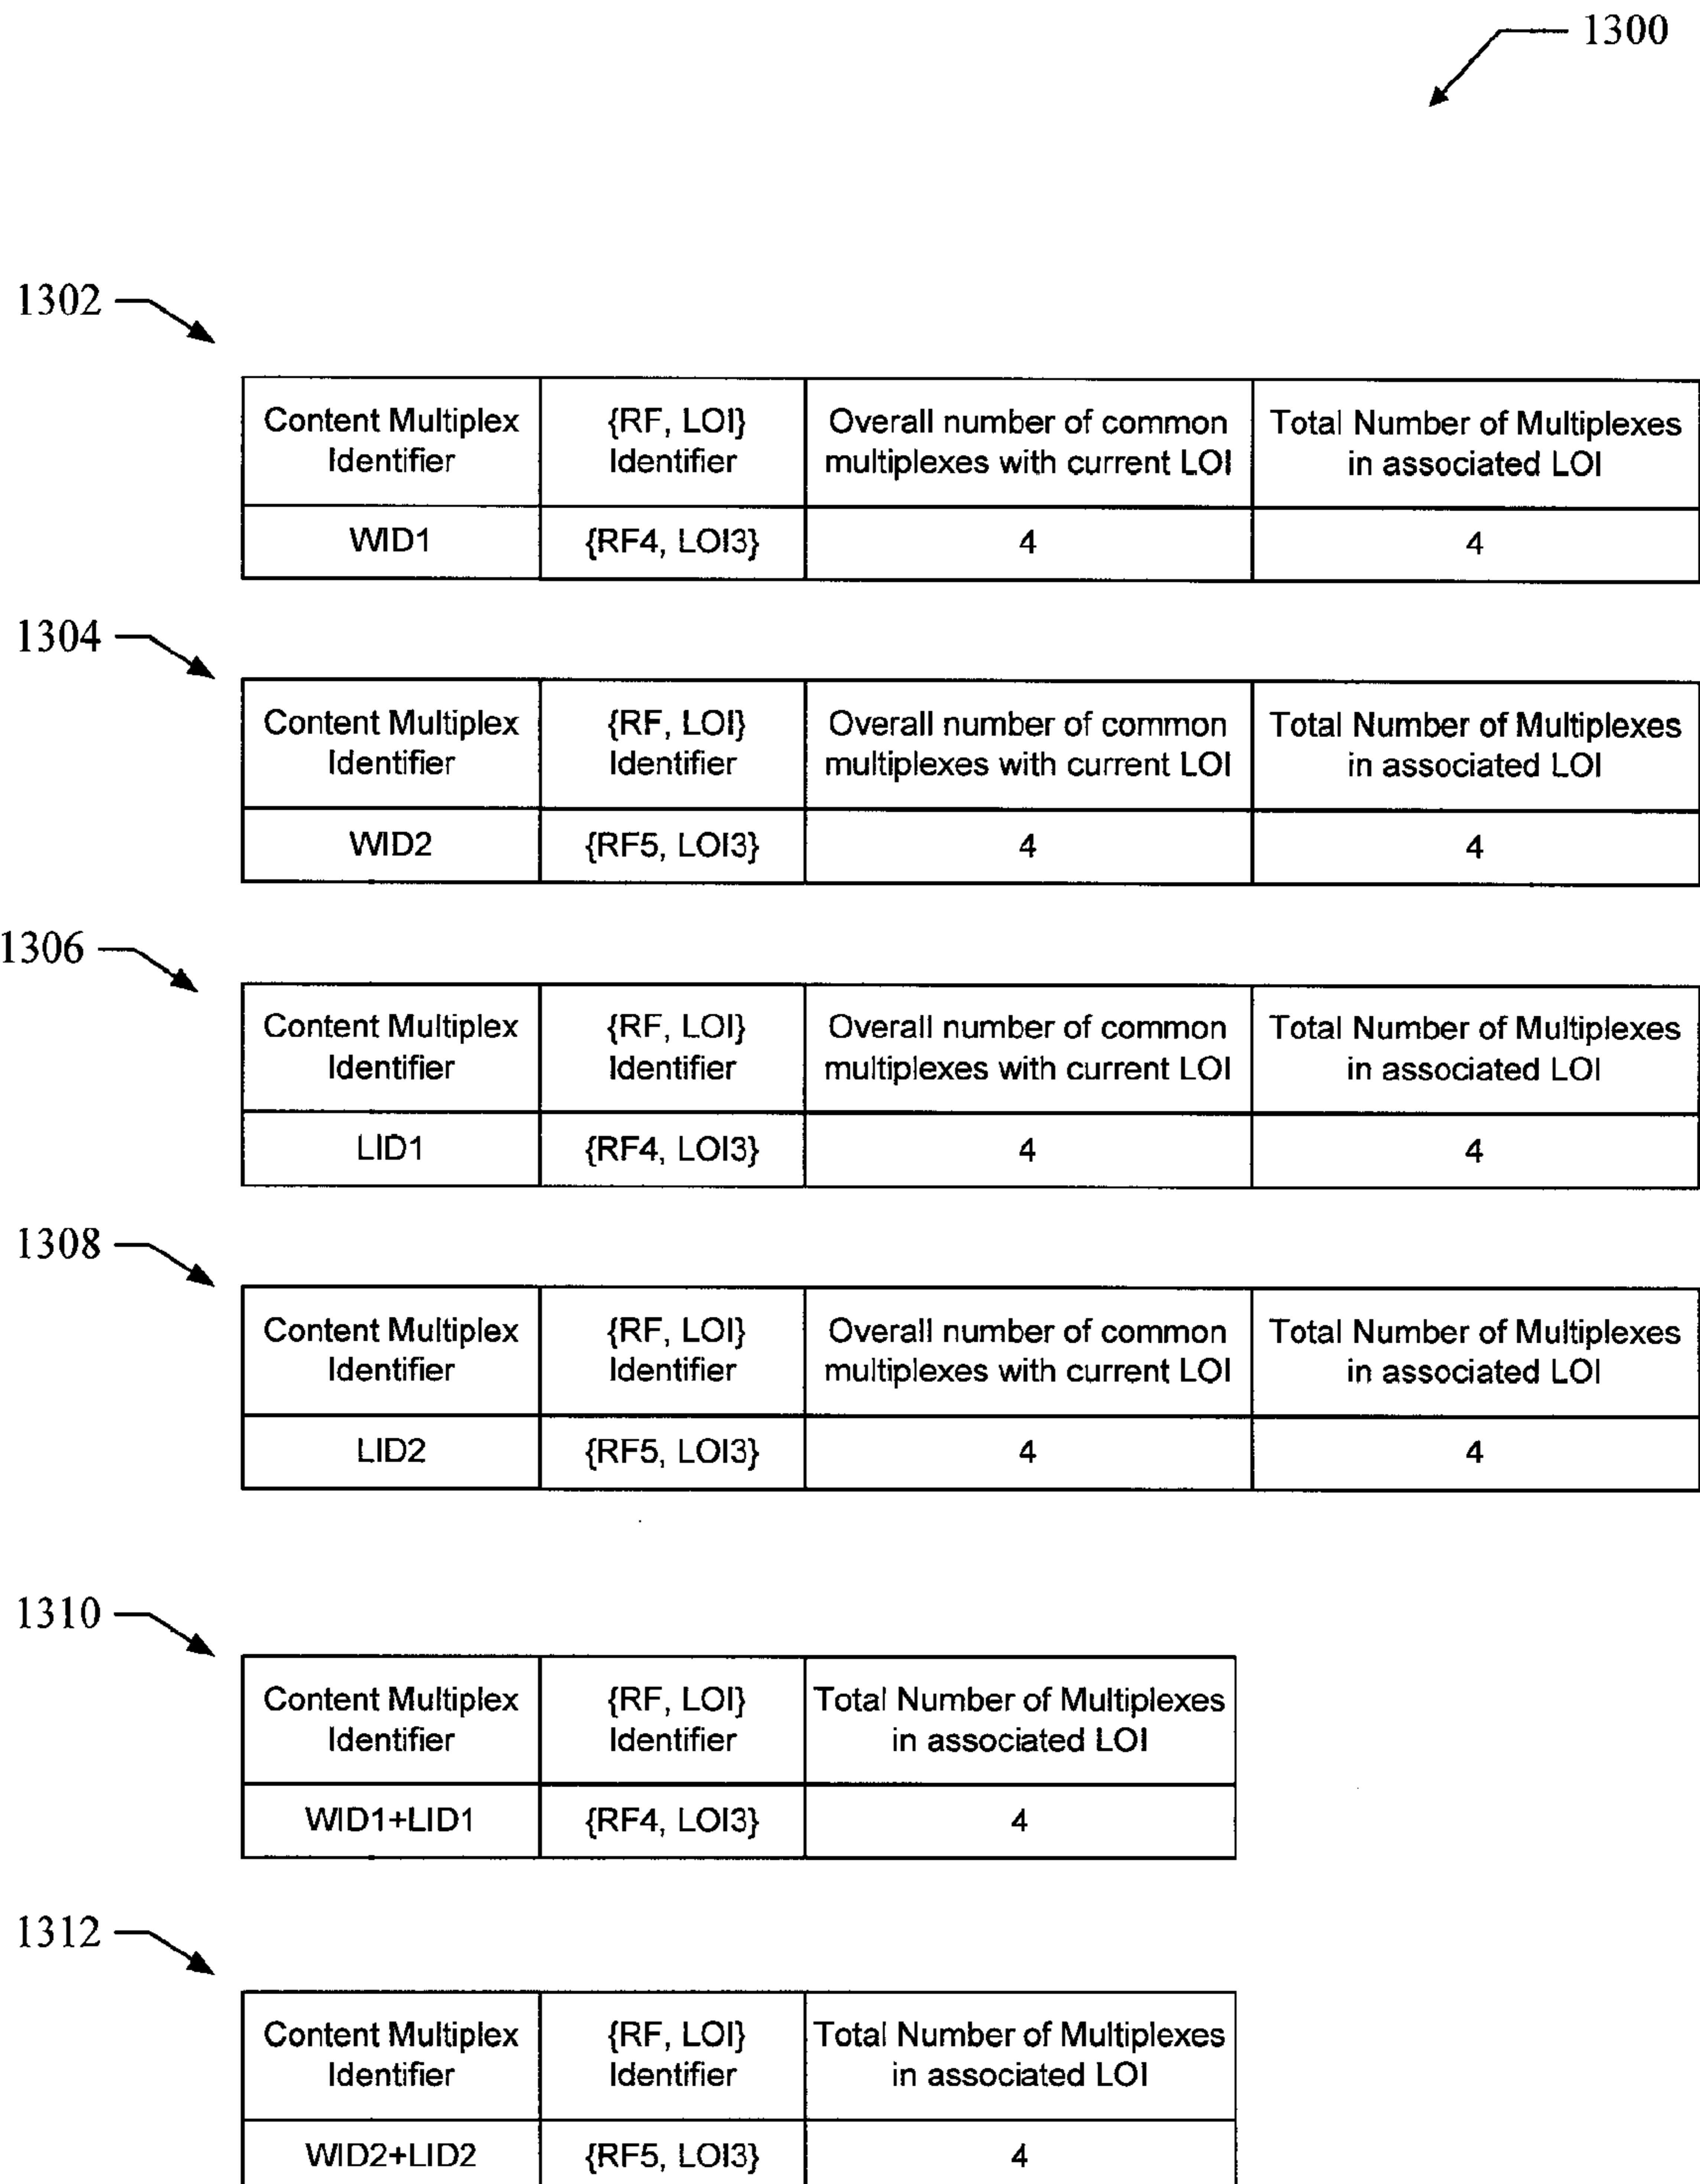 1300
1302
Content Multiplex Identifier
{RF, LOI} Identifier
Overall number of common multiplexes with current LOI
Total Number of Multiplexes in associated LOI
WID1
{RF4, LOI3}
4
4
1304
Content Multiplex Identifier
{RF, LOI} Identifier
Overall number of common multiplexes with current LOI
Total Number of Multiplexes in associated LOI
WID2
{RF5, LOI3}
4
4
1306
Content Multiplex Identifier
{RF, LOI} Identifier
Overall number of common multiplexes with current LOI
Total Number of Multiplexes in associated LOI
LID1
{RF4, LOI3}
4
4
1308
Content Multiplex Identifier
{RF, LOI} Identifier
Overall number of common multiplexes with current LOI
Total Number of Multiplexes in associated LOI
LID2
{RF5, LOI3}
4
4
1310
Content Multiplex Identifier
{RF, LOI} Identifier
Total Number of Multiplexes in associated LOI
WID1+LID1
{RF4, LOI3}
4
1312
Content Multiplex Identifier
{RF, LOI} Identifier
Total Number of Multiplexes in associated LOI
WID2+LID2
{RF5, LOI3}
4